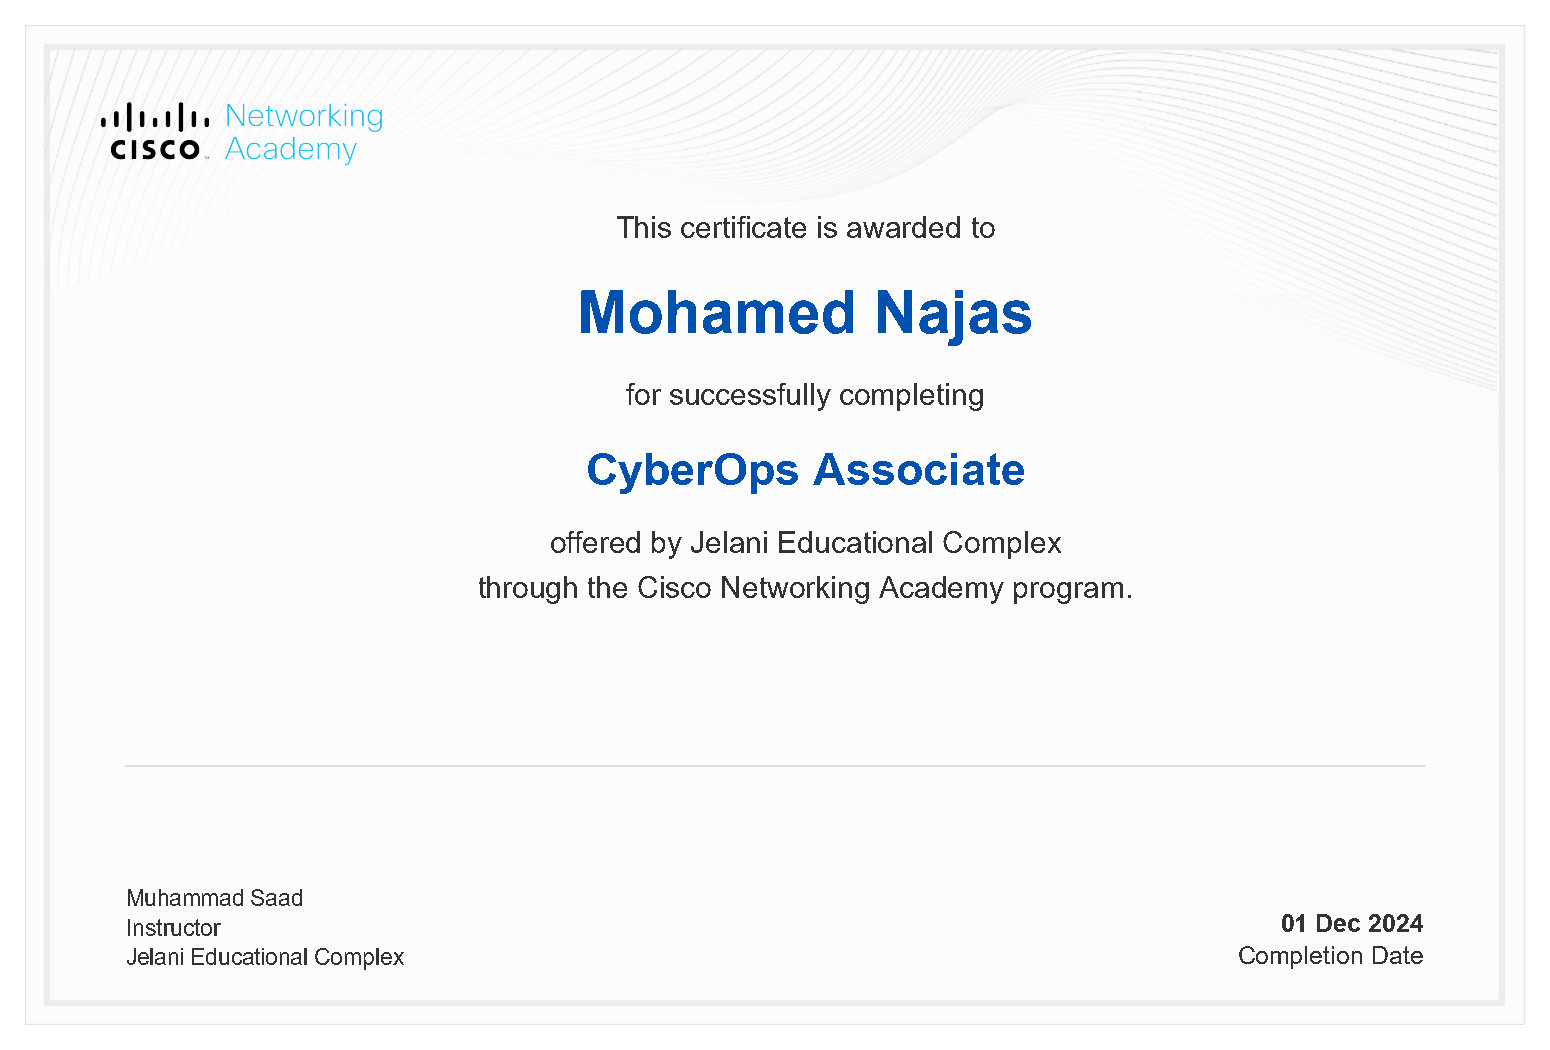 CISCO
Networking
Academy
This certificate is awarded to
Mohamed Najas
for successfully completing
CyberOps Associate
offered by Jelani Educational Complex
through the Cisco Networking Academy program.
Muhammad Saad
Instructor
Jelani Educational Complex
01 Dec 2024
Completion Date